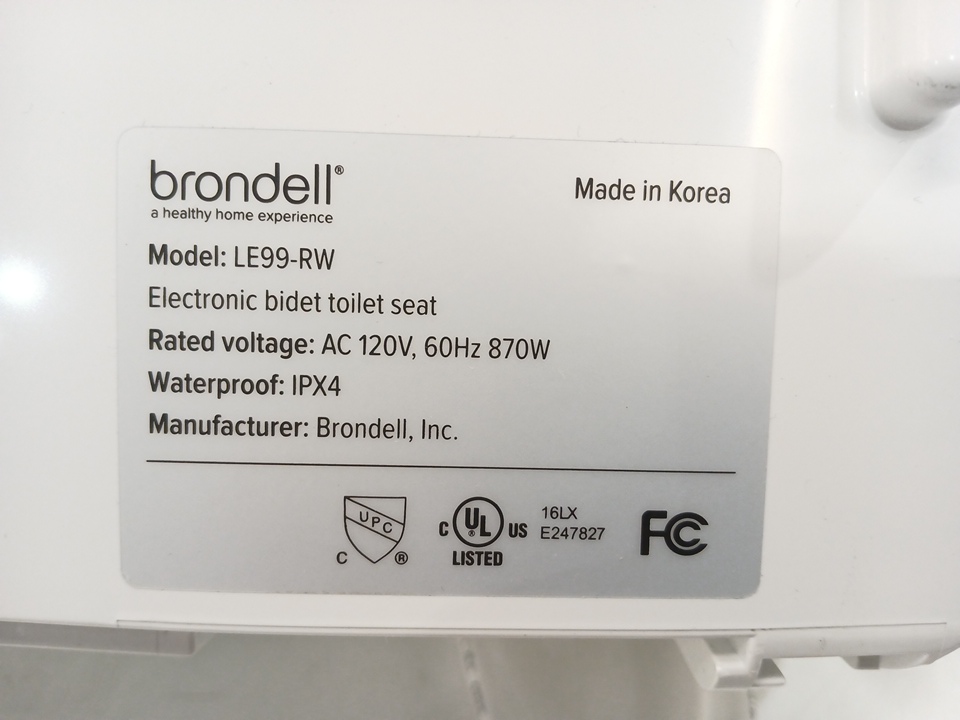 brondell®
a healthy home experience
Made in Korea
Model: LE99-RW
Electronic bidet toilet seat
Rated voltage: AC 120V, 60Hz 870W
Waterproof: IPX4
Manufacturer: Brondell, Inc.
UPC
C ®
C UL ® US
LISTED
16LX
E247827
FC